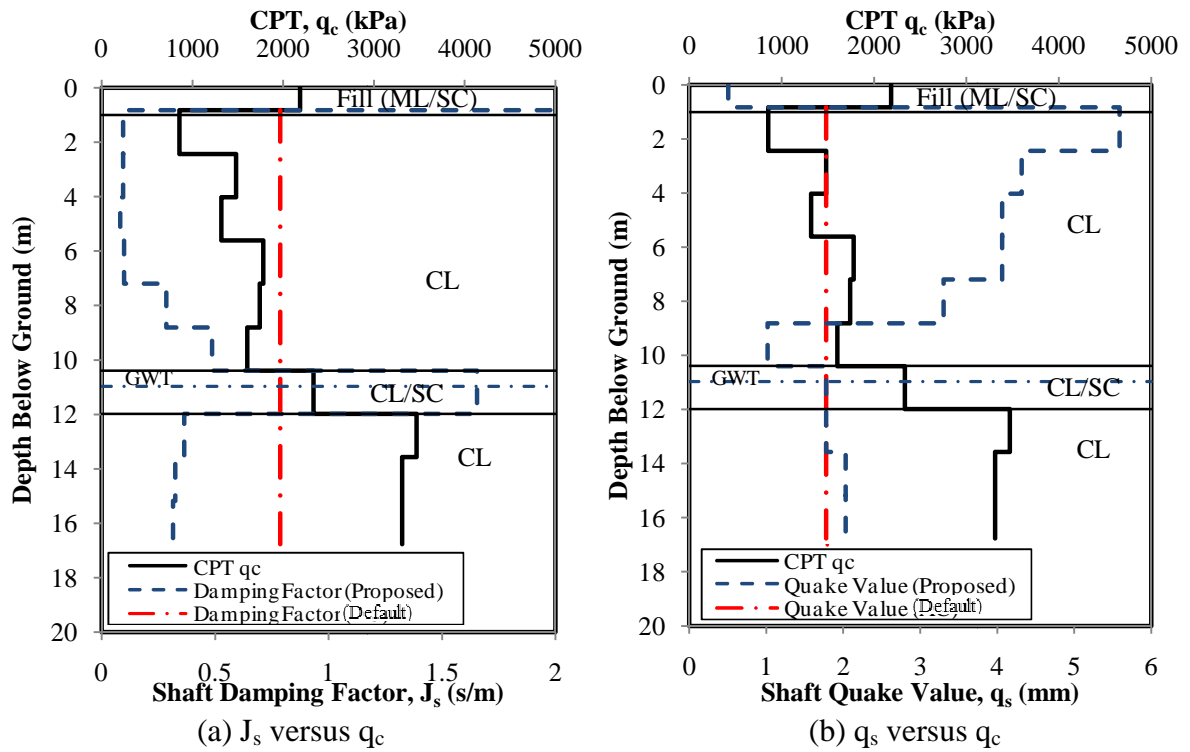 CPT, qc (kPa)
0 1000 2000 3000 4000 5000
0
2
4
6
8
10
12
14
16
18
20
Depth Below Ground (m)
Fill (ML/SC)
CL
GWT
CL/SC
CL
CPT qc
Damping Factor (Proposed)
Damping Factor (Default)
0 0.5 1 1.5 2
Shaft Damping Factor, Js (s/m)
(a) Js versus qc
CPT qc (kPa)
0 1000 2000 3000 4000 5000
0
2
4
6
8
10
12
14
16
18
20
Depth Below Ground (m)
Fill (ML/SC)
CL
GWT
CL/SC
CL
CPT qc
Quake Value (Proposed)
Quake Value (Default)
0 1 2 3 4 5 6
Shaft Quake Value, qs (mm)
(b) qs versus qc